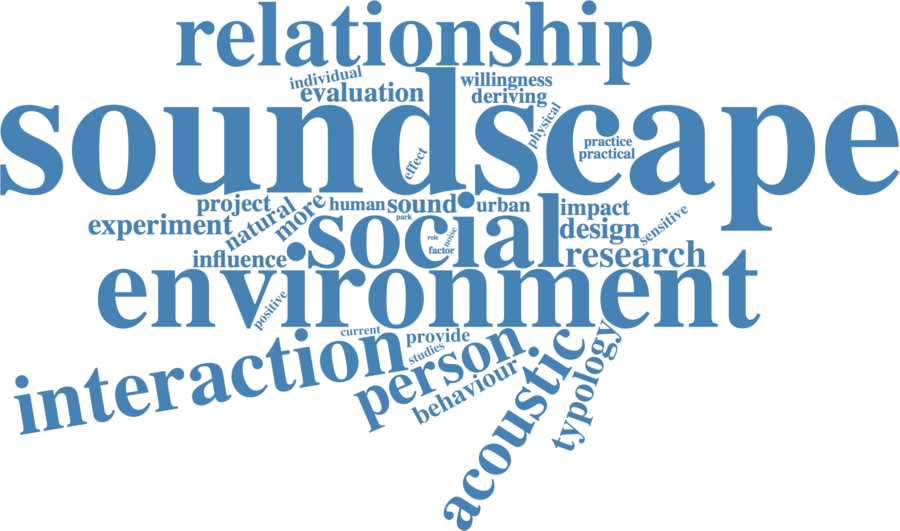 relationship
individual
willingness
evaluation
deriving
soundscape
physical
practice
practical
effect
project
natural
more
human
sound
urban
impact
sensitive
experiment
park
social
role
noise
factor
design
influence
research
environment
positive
current
provide
studies
interaction
person
behaviour
acoustic
typology